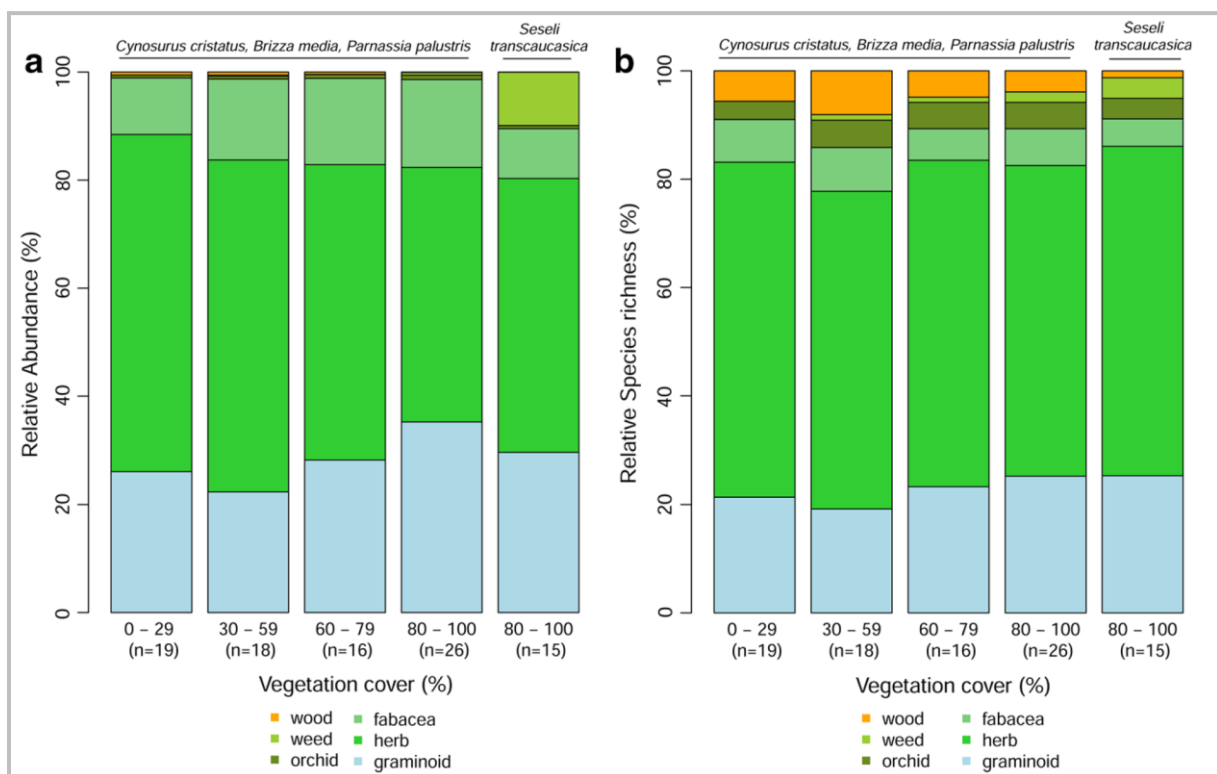 a
Cynosurus cristatus, Brizza media, Parnassia palustris
Seseli
transcaucasica
Relative Abundance (%)
100
80
60
40
20
0
0 – 29
(n=19)
30 – 59
(n=18)
60 – 79
(n=16)
80 – 100
(n=26)
80 – 100
(n=15)
Vegetation cover (%)
wood
weed
orchid
fabacea
herb
graminoid
b
Cynosurus cristatus, Brizza media, Parnassia palustris
Seseli
transcaucasica
Relative Species richness (%)
100
80
60
40
20
0
0 – 29
(n=19)
30 – 59
(n=18)
60 – 79
(n=16)
80 – 100
(n=26)
80 – 100
(n=15)
Vegetation cover (%)
wood
weed
orchid
fabacea
herb
graminoid